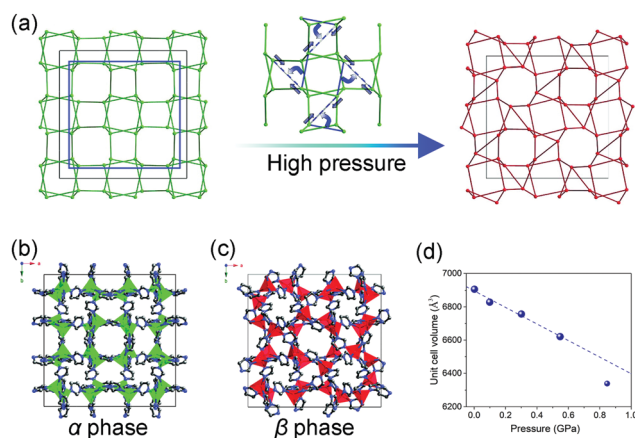 (a)
High pressure
(b)
a
b
α phase
(c)
a
b
β phase
(d)
7000
6800
6600
6400
6200
Unit cell volume (Å³)
0.0 0.2 0.4 0.6 0.8 1.0
Pressure (GPa)